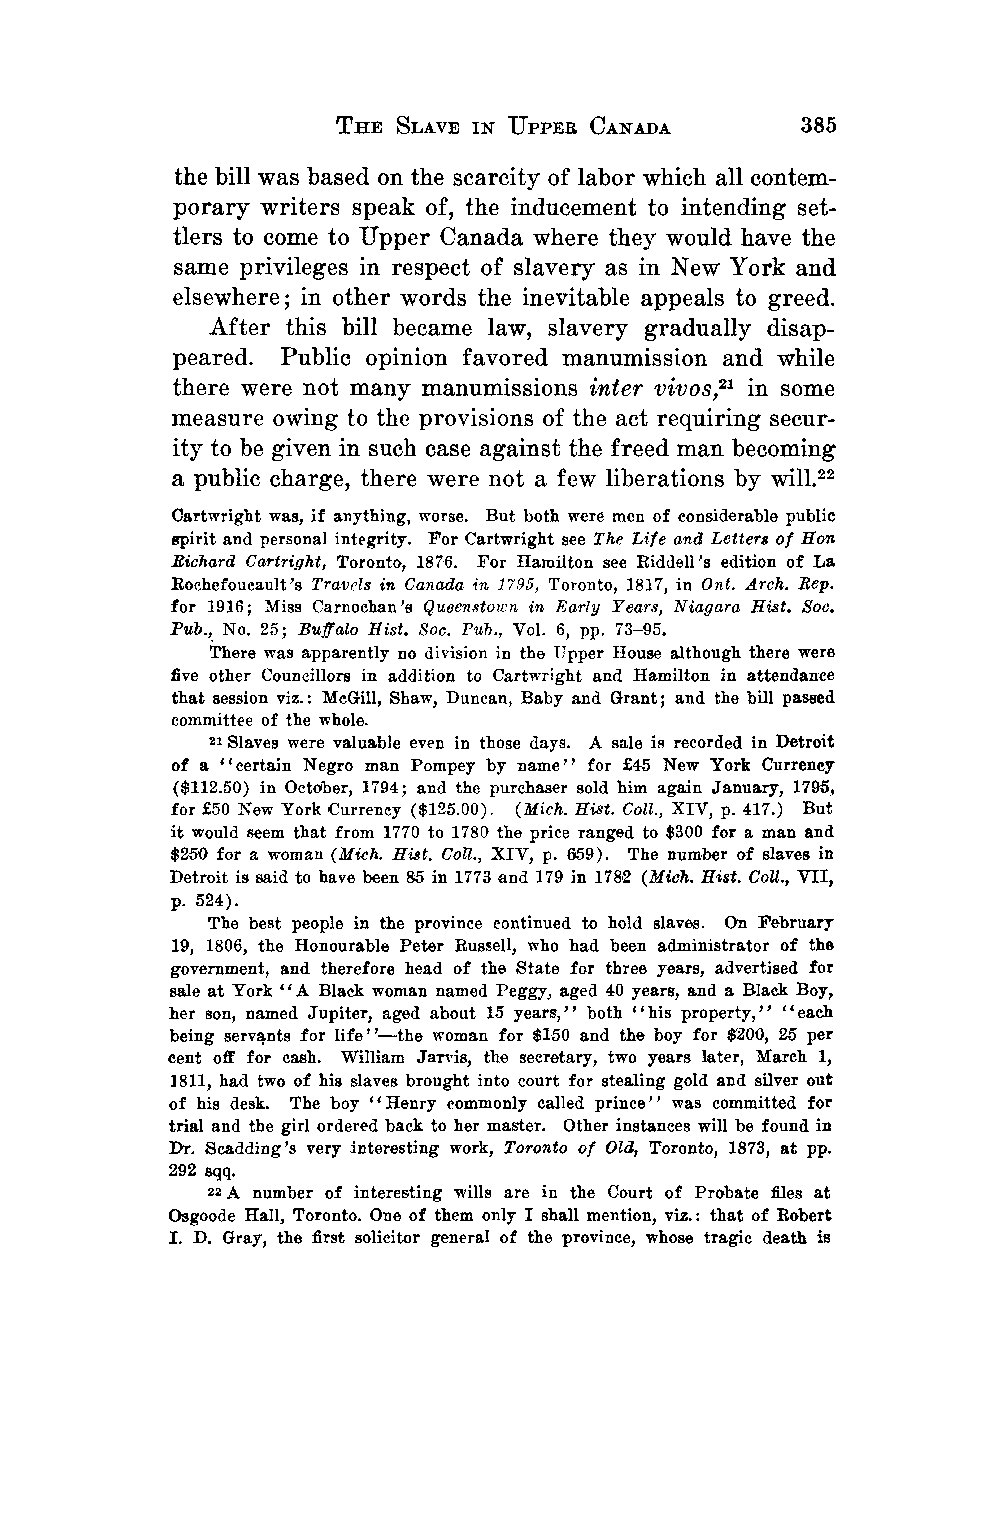 THE SLAVE IN UPPER CANADA 385
the bill was based on the scarcity of labor which all contem-
porary writers speak of, the inducement to intending set-
tlers to come to Upper Canada where they would have the
same privileges in respect of slavery as in New York and
elsewhere; in other words the inevitable appeals to greed.
After this bill became law, slavery gradually disap-
peared. Public opinion favored manumission and while
there were not many manumissions inter vivos,²¹ in some
measure owing to the provisions of the act requiring secur-
ity to be given in such case against the freed man becoming
a public charge, there were not a few liberations by will.²²
Cartwright was, if anything, worse. But both were men of considerable public
spirit and personal integrity. For Cartwright see The Life and Letters of Hon
Richard Cartright, Toronto, 1876. For Hamilton see Riddell's edition of La
Rochefoucault's Travels in Canada in 1795, Toronto, 1817, in Ont. Arch. Rep.
for 1916; Miss Carnochan's Queenstown in Early Years, Niagara Hist. Soc.
Pub., No. 25; Buffalo Hist. Soc. Pub., Vol. 6, pp. 73–95.
There was apparently no division in the Upper House although there were
five other Councillors in addition to Cartwright and Hamilton in attendance
that session viz.: McGill, Shaw, Duncan, Baby and Grant; and the bill passed
committee of the whole.
²¹ Slaves were valuable even in those days. A sale is recorded in Detroit
of a ''certain Negro man Pompey by name'' for £45 New York Currency
($112.50) in October, 1794; and the purchaser sold him again January, 1795,
for £50 New York Currency ($125.00). (Mich. Hist. Coll., XIV, p. 417.) But
it would seem that from 1770 to 1780 the price ranged to $300 for a man and
$250 for a woman (Mich. Hist. Coll., XIV, p. 659). The number of slaves in
Detroit is said to have been 85 in 1773 and 179 in 1782 (Mich. Hist. Coll., VII,
p. 524).
The best people in the province continued to hold slaves. On February
19, 1806, the Honourable Peter Russell, who had been administrator of the
government, and therefore head of the State for three years, advertised for
sale at York ''A Black woman named Peggy, aged 40 years, and a Black Boy,
her son, named Jupiter, aged about 15 years,'' both ''his property,'' ''each
being servants for life''—the woman for $150 and the boy for $200, 25 per
cent off for cash. William Jarvis, the secretary, two years later, March 1,
1811, had two of his slaves brought into court for stealing gold and silver out
of his desk. The boy ''Henry commonly called prince'' was committed for
trial and the girl ordered back to her master. Other instances will be found in
Dr. Scadding's very interesting work, Toronto of Old, Toronto, 1873, at pp.
292 sqq.
²² A number of interesting wills are in the Court of Probate files at
Osgoode Hall, Toronto. One of them only I shall mention, viz.: that of Robert
I. D. Gray, the first solicitor general of the province, whose tragic death is